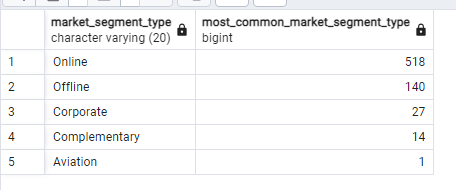 market_segment_type most_common_market_segment_type
character varying (20) bigint
1 Online 518
2 Offline 140
3 Corporate 27
4 Complementary 14
5 Aviation 1